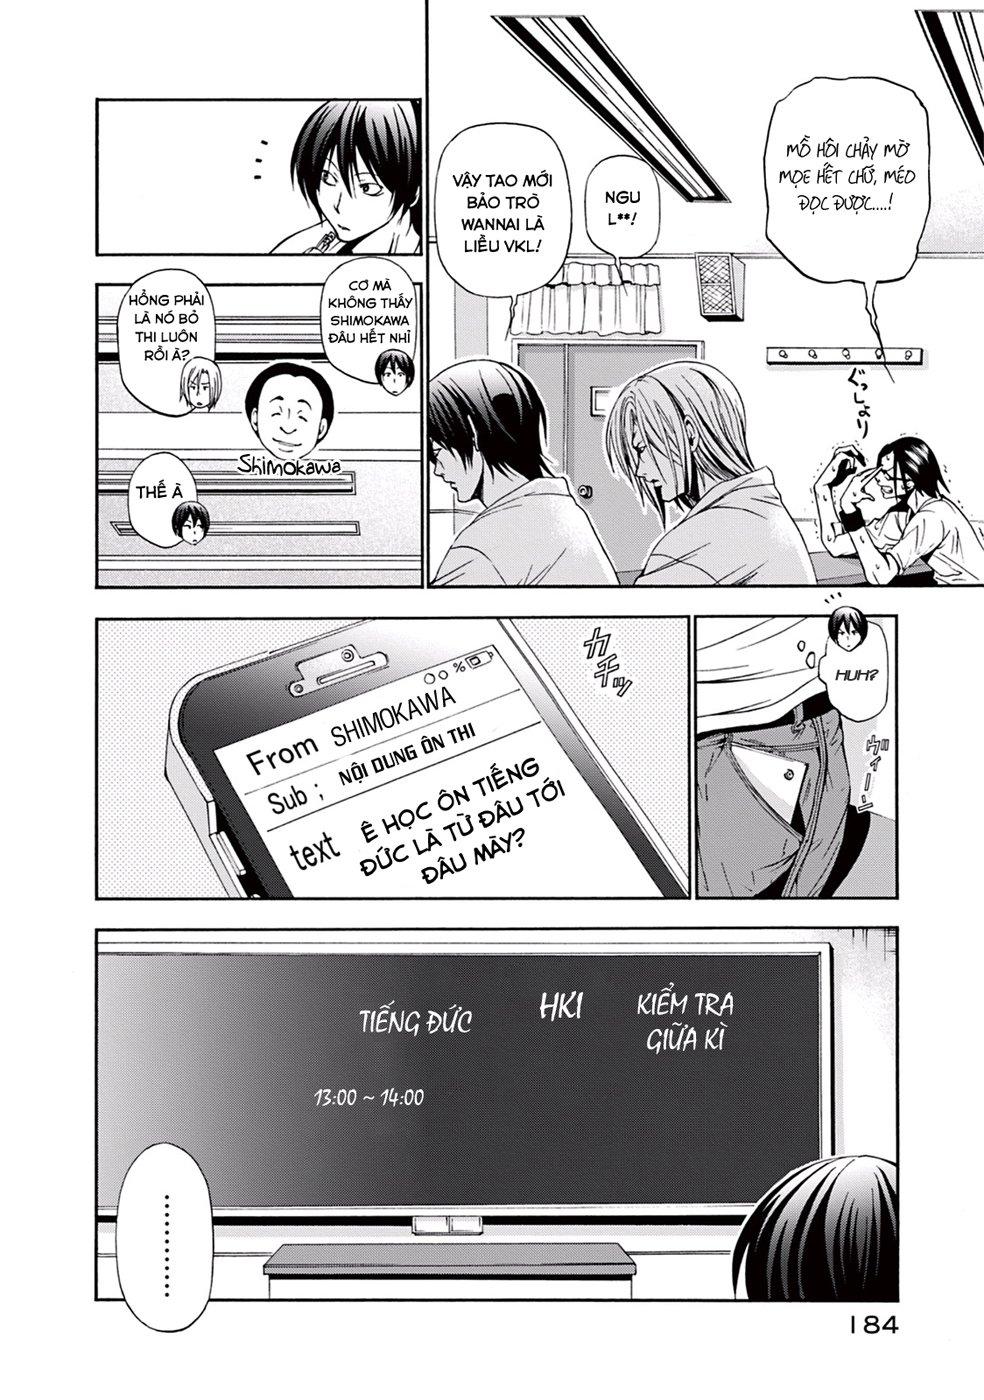 MỒ HÔI CHẢY MỜ
MỌE HẾT CHỮ, MÉO
ĐỌC ĐƯỢC....!
NGU
L**!
VẬY TAO MỚI
BẢO TRÒ
WANNAI LÀ
LIỀU VKL!
ぐっしょり
CƠ MÀ
KHÔNG THẤY
SHIMOKAWA
ĐÂU HẾT NHỈ
HỔNG PHẢI
LÀ NÓ BỎ
THI LUÔN
RỒI À?
Shimokawa
THẾ À
HUH?
ヴィーン
カチッ
%
From SHIMOKAWA
Sub ; NỘI DUNG ÔN THI
text Ê HỌC ÔN TIẾNG
ĐỨC LÀ TỪ ĐÂU TỚI
ĐÂU MÀY?
KIỂM TRA
GIỮA KÌ
HKI
TIẾNG ĐỨC
13:00 ~ 14:00
..........
184